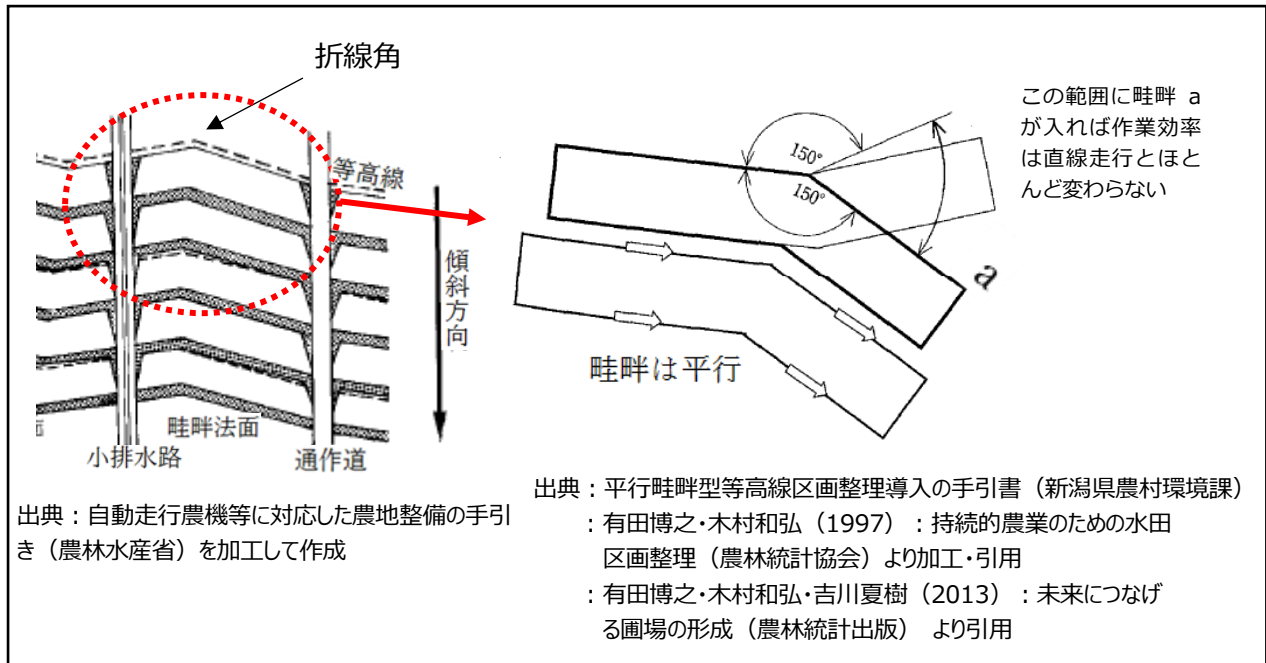 折線角
等高線
傾斜方向
畦畔法面
小排水路
通作道
出典：自動走行農機等に対応した農地整備の手引
き（農林水産省）を加工して作成
この範囲に畦畔 a
が入れば作業効率
は直線走行とほと
んど変わらない
150°
150°
a
畦畔は平行
出典：平行畦畔型等高線区画整理導入の手引書（新潟県農村環境課）
：有田博之・木村和弘（1997）：持続的農業のための水田
区画整理（農林統計協会）より加工・引用
：有田博之・木村和弘・吉川夏樹（2013）：未来につなげ
る圃場の形成（農林統計出版） より引用